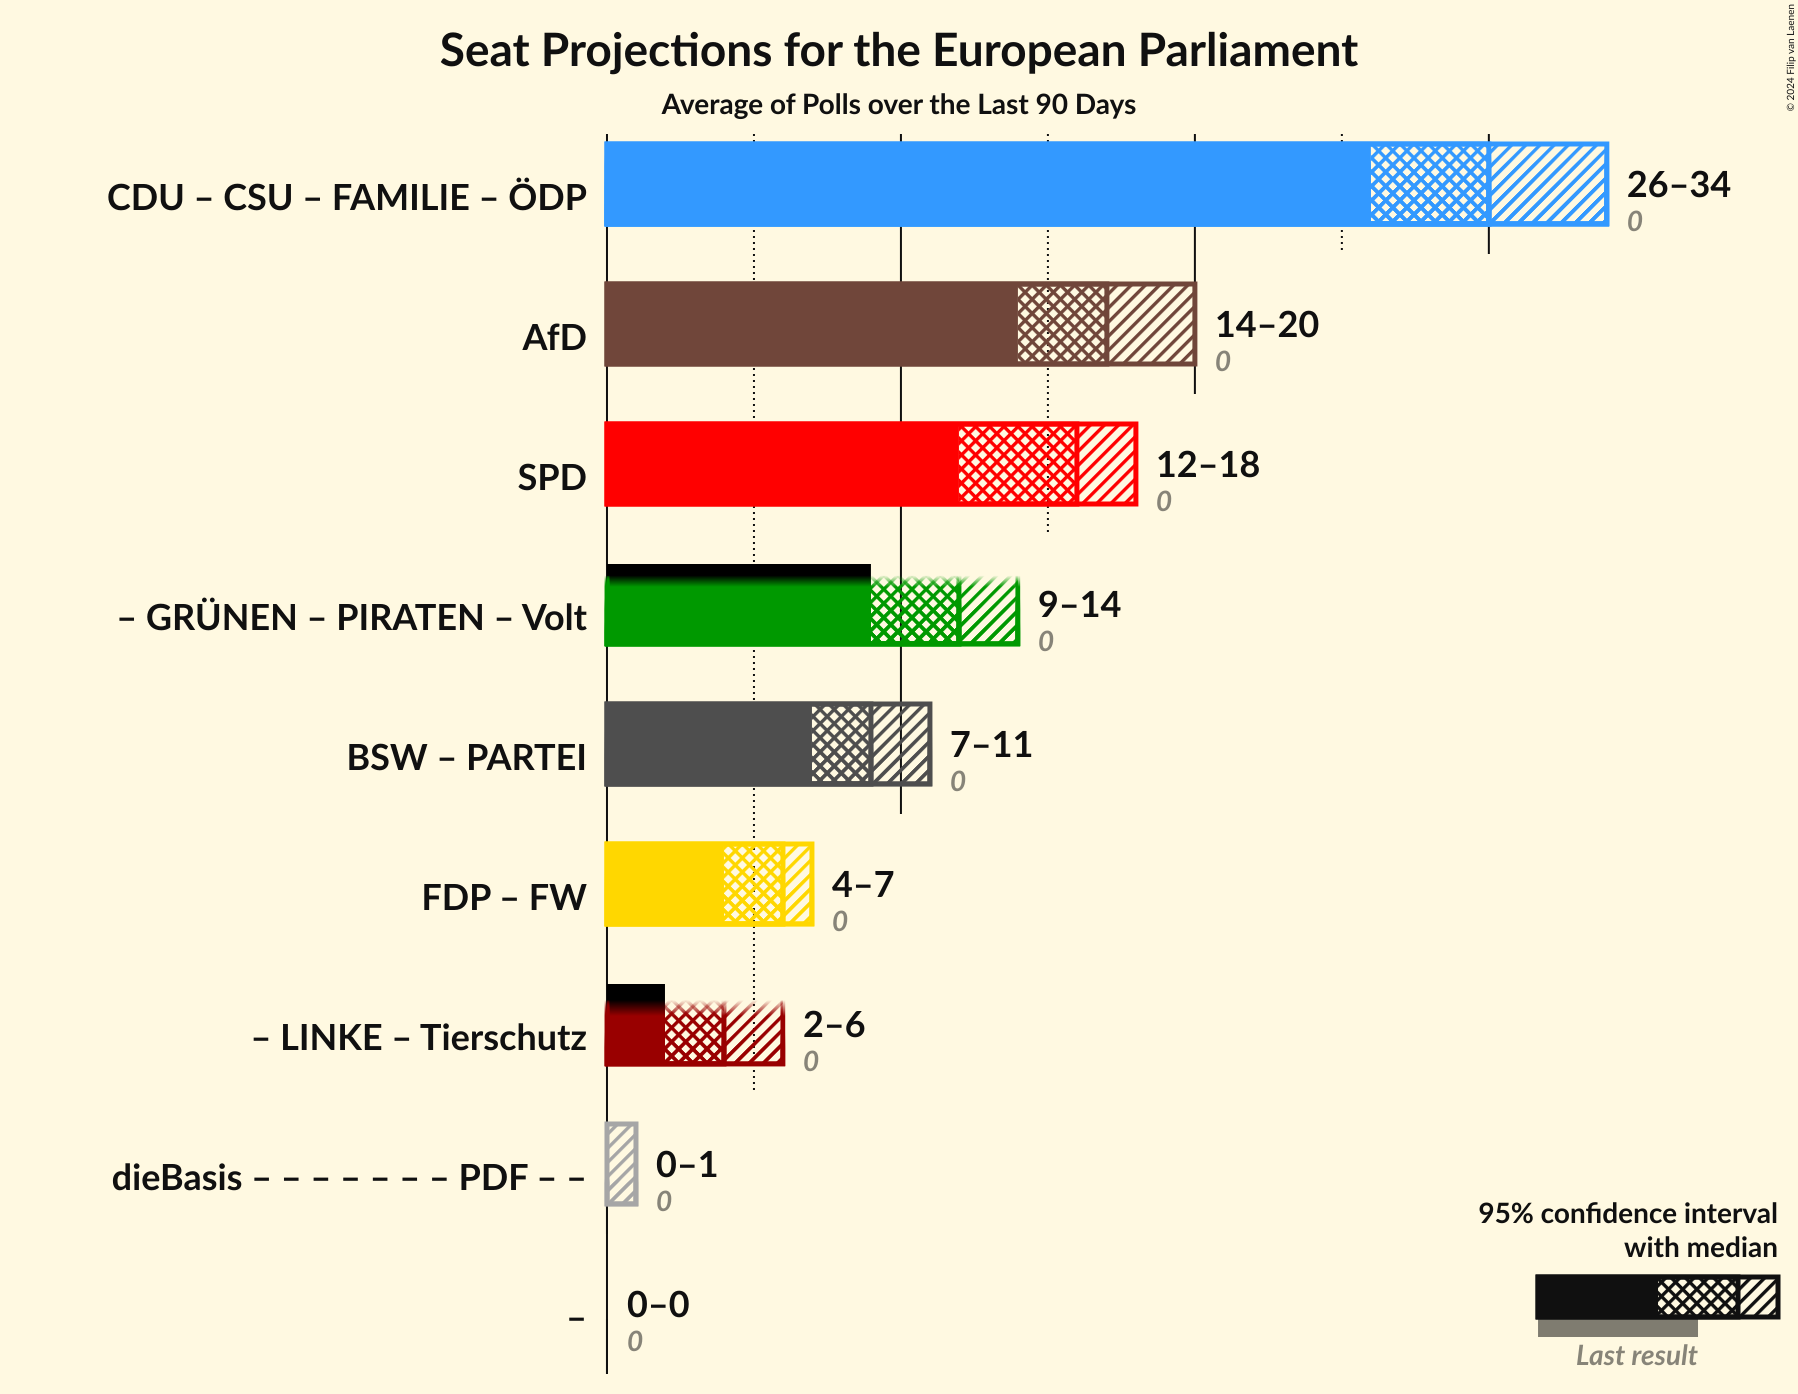 © 2024 Filip van Laenen
Seat Projections for the European Parliament
Average of Polls over the Last 90 Days
CDU – CSU – FAMILIE – ÖDP
26–34
0
AfD
14–20
0
SPD
12–18
0
– GRÜNEN – PIRATEN – Volt
9–14
0
BSW – PARTEI
7–11
0
FDP – FW
4–7
0
– LINKE – Tierschutz
2–6
0
dieBasis – – – – – – – PDF – –
0–1
0
–
0–0
0
95% confidence interval
with median
Last result